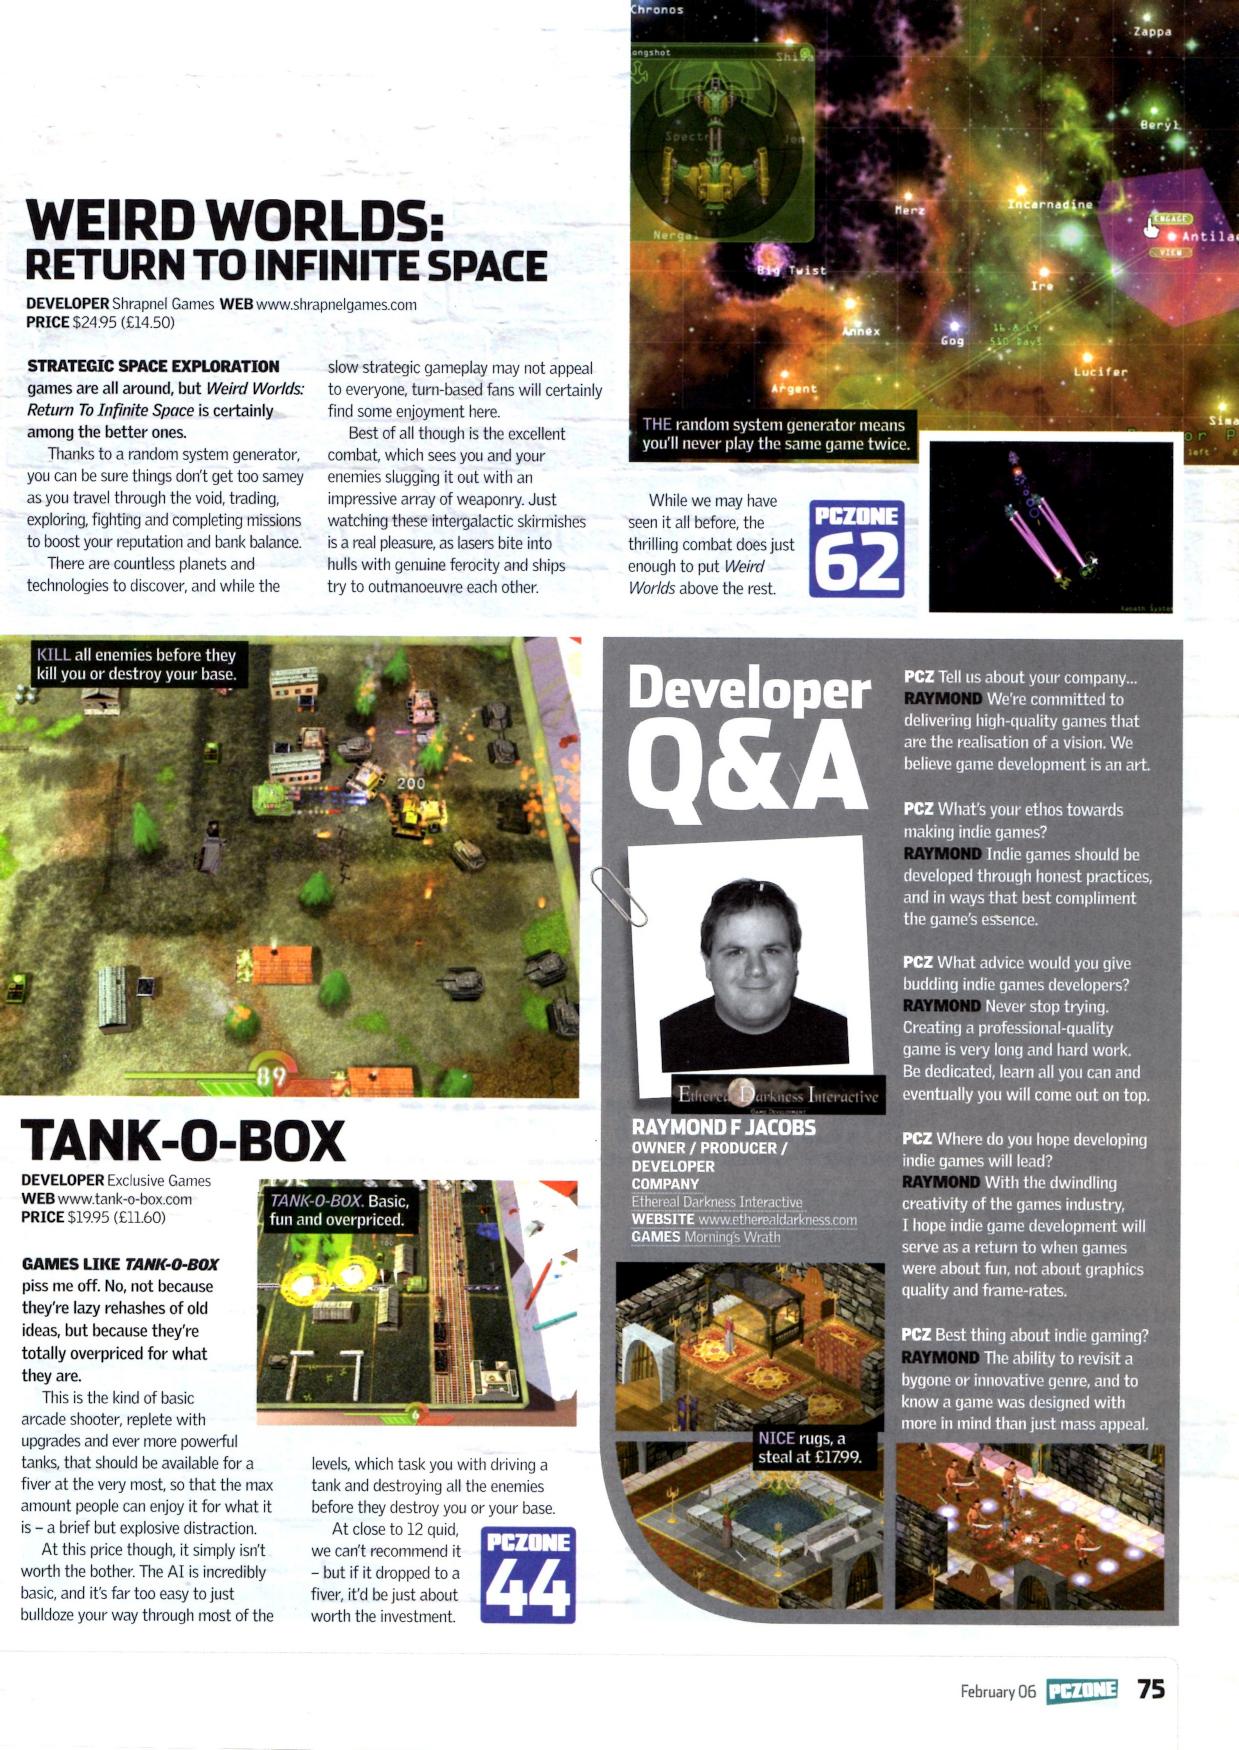 Chronos
Zappa
ongshot
Shiva
Beryl
Spectr
Jen
Merz
Incarnadine
ENGAGE
Antilae
VIEW
Nergal
Big Twist
Ire
Annex
Gog
Lucifer
Argent
THE random system generator means
you'll never play the same game twice.
WEIRD WORLDS:
RETURN TO INFINITE SPACE
DEVELOPER Shrapnel Games WEB www.shrapnelgames.com
PRICE $24.95 (£14.50)
STRATEGIC SPACE EXPLORATION
games are all around, but Weird Worlds:
Return To Infinite Space is certainly
among the better ones.
Thanks to a random system generator,
you can be sure things don't get too samey
as you travel through the void, trading,
exploring, fighting and completing missions
to boost your reputation and bank balance.
There are countless planets and
technologies to discover, and while the
slow strategic gameplay may not appeal
to everyone, turn-based fans will certainly
find some enjoyment here.
Best of all though is the excellent
combat, which sees you and your
enemies slugging it out with an
impressive array of weaponry. Just
watching these intergalactic skirmishes
is a real pleasure, as lasers bite into
hulls with genuine ferocity and ships
try to outmanoeuvre each other.
While we may have
seen it all before, the
thrilling combat does just
enough to put Weird
Worlds above the rest.
PCZONE
62
KILL all enemies before they
kill you or destroy your base.
200
89
TANK-O-BOX
DEVELOPER Exclusive Games
WEB www.tank-o-box.com
PRICE $19.95 (£11.60)
TANK-O-BOX. Basic,
fun and overpriced.
6
GAMES LIKE TANK-O-BOX
piss me off. No, not because
they're lazy rehashes of old
ideas, but because they're
totally overpriced for what
they are.
This is the kind of basic
arcade shooter, replete with
upgrades and ever more powerful
tanks, that should be available for a
fiver at the very most, so that the max
amount people can enjoy it for what it
is – a brief but explosive distraction.
At this price though, it simply isn't
worth the bother. The AI is incredibly
basic, and it's far too easy to just
bulldoze your way through most of the
levels, which task you with driving a
tank and destroying all the enemies
before they destroy you or your base.
At close to 12 quid,
we can't recommend it
– but if it dropped to a
fiver, it'd be just about
worth the investment.
PCZONE
44
Developer
Q&A
Ethereal Darkness Interactive
GAME DEVELOPMENT
RAYMOND F JACOBS
OWNER / PRODUCER /
DEVELOPER
COMPANY
Ethereal Darkness Interactive
WEBSITE www.etherealdarkness.com
GAMES Morning's Wrath
NICE rugs, a
steal at £17.99.
PCZ Tell us about your company...
RAYMOND We're committed to
delivering high-quality games that
are the realisation of a vision. We
believe game development is an art.
PCZ What's your ethos towards
making indie games?
RAYMOND Indie games should be
developed through honest practices,
and in ways that best compliment
the game's essence.
PCZ What advice would you give
budding indie games developers?
RAYMOND Never stop trying.
Creating a professional-quality
game is very long and hard work.
Be dedicated, learn all you can and
eventually you will come out on top.
PCZ Where do you hope developing
indie games will lead?
RAYMOND With the dwindling
creativity of the games industry,
I hope indie game development will
serve as a return to when games
were about fun, not about graphics
quality and frame-rates.
PCZ Best thing about indie gaming?
RAYMOND The ability to revisit a
bygone or innovative genre, and to
know a game was designed with
more in mind than just mass appeal.
February 06 PCZONE 75